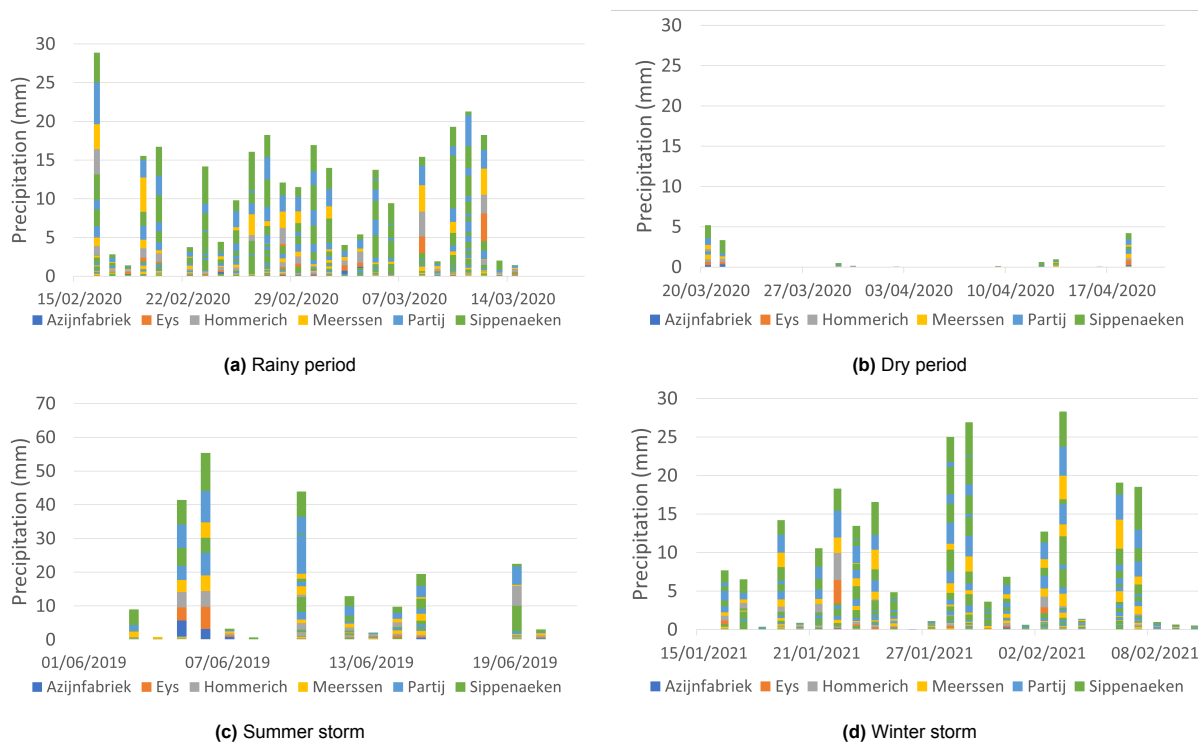 Precipitation (mm)
30
25
20
15
10
5
0
15/02/2020 22/02/2020 29/02/2020 07/03/2020 14/03/2020
Azijnfabriek Eys Hommerich Meerssen Partij Sippenaeken
(a) Rainy period
Precipitation (mm)
30
25
20
15
10
5
0
20/03/2020 27/03/2020 03/04/2020 10/04/2020 17/04/2020
Azijnfabriek Eys Hommerich Meerssen Partij Sippenaeken
(b) Dry period
Precipitation (mm)
70
60
50
40
30
20
10
0
01/06/2019 07/06/2019 13/06/2019 19/06/2019
Azijnfabriek Eys Hommerich Meerssen Partij Sippenaeken
(c) Summer storm
Precipitation (mm)
30
25
20
15
10
5
0
15/01/2021 21/01/2021 27/01/2021 02/02/2021 08/02/2021
Azijnfabriek Eys Hommerich Meerssen Partij Sippenaeken
(d) Winter storm